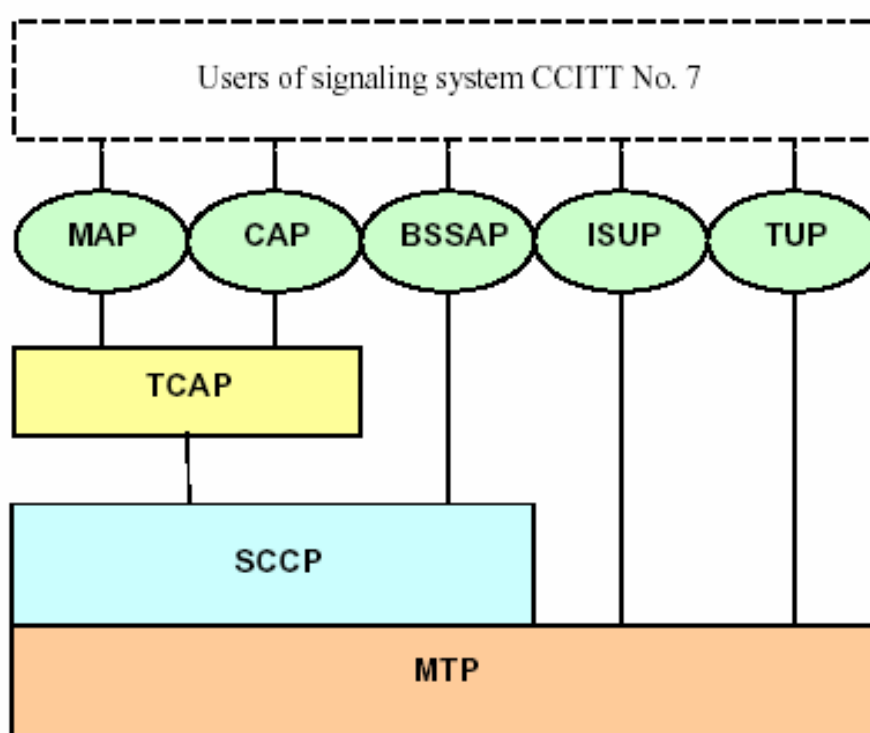 Users of signaling system CCITT No. 7
MAP
CAP
BSSAP
ISUP
TUP
TCAP
SCCP
MTP